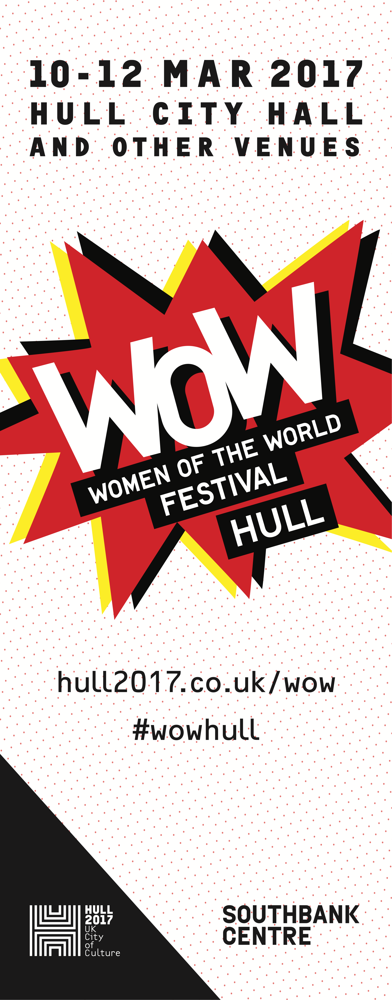 10-12 MAR 2017
HULL CITY HALL
AND OTHER VENUES
WOW
WOMEN OF THE WORLD
FESTIVAL
HULL
hull2017.co.uk/wow
#wowhull
HULL
2017
UK
City
of
Culture
SOUTHBANK
CENTRE